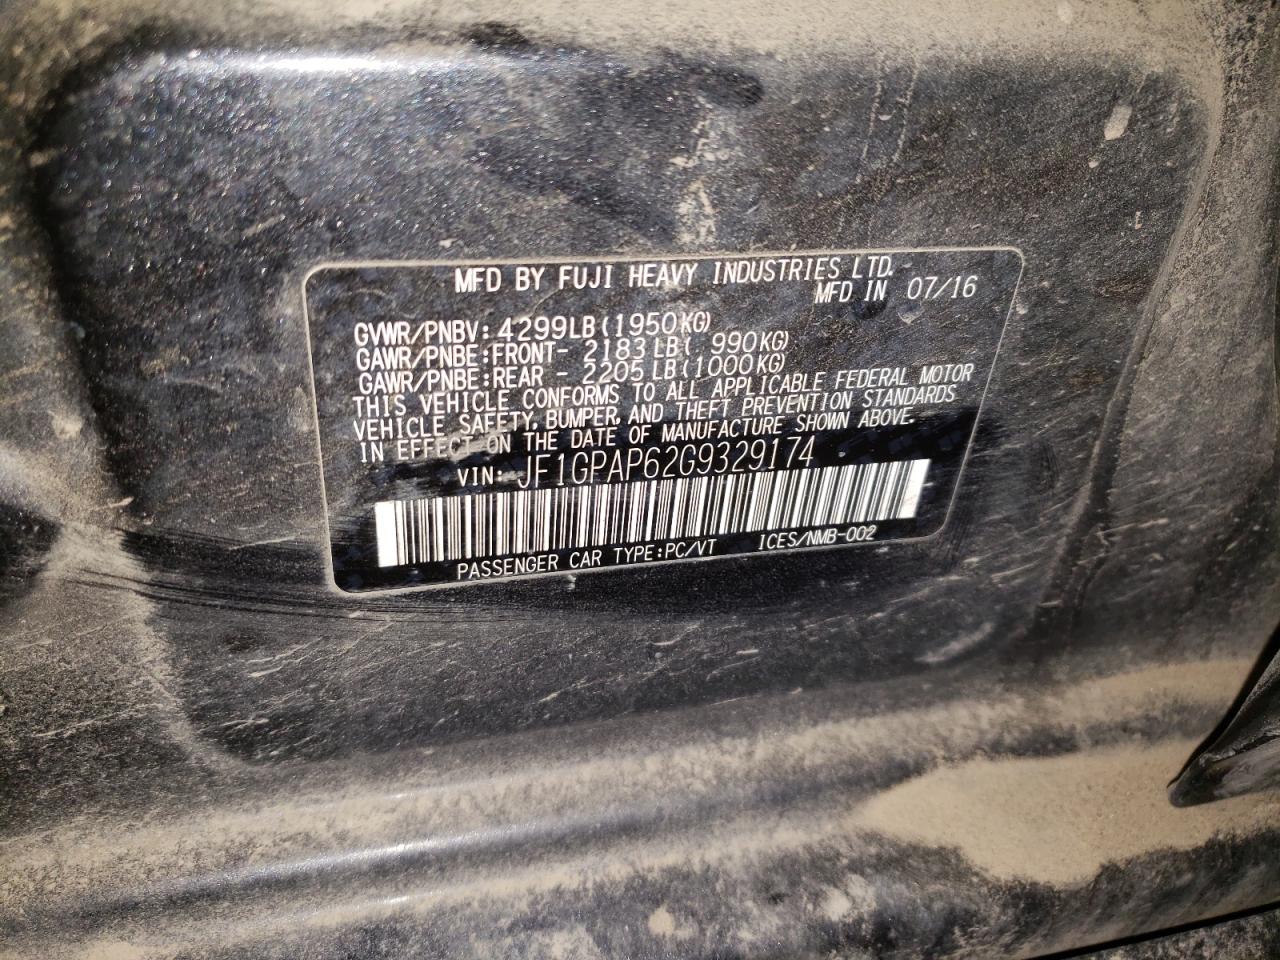 MFD BY FUJI HEAVY INDUSTRIES LTD.
MFD IN 07/16
GVWR/PNBV: 4299LB (1950KG)
GAWR/PNBE:FRONT- 2183LB ( 990KG)
GAWR/PNBE:REAR - 2205LB (1000KG)
THIS VEHICLE CONFORMS TO ALL APPLICABLE FEDERAL MOTOR
VEHICLE SAFETY, BUMPER, AND THEFT PREVENTION STANDARDS
IN EFFECT ON THE DATE OF MANUFACTURE SHOWN ABOVE.
VIN: JF1GPAP62G9329174
PASSENGER CAR TYPE:PC/VT ICES/NMB-002